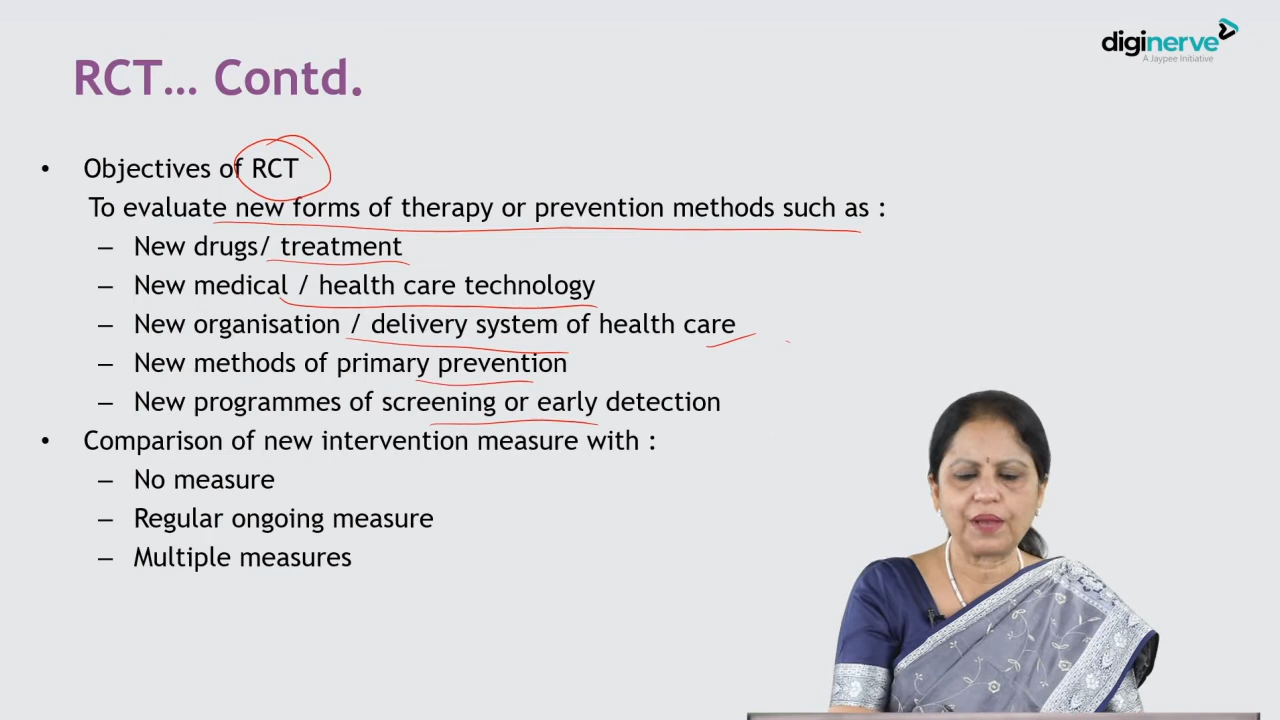 diginerve
A Jaypee Initiative
RCT... Contd.
• Objectives of RCT
To evaluate new forms of therapy or prevention methods such as :
– New drugs/ treatment
– New medical / health care technology
– New organisation / delivery system of health care
– New methods of primary prevention
– New programmes of screening or early detection
• Comparison of new intervention measure with :
– No measure
– Regular ongoing measure
– Multiple measures